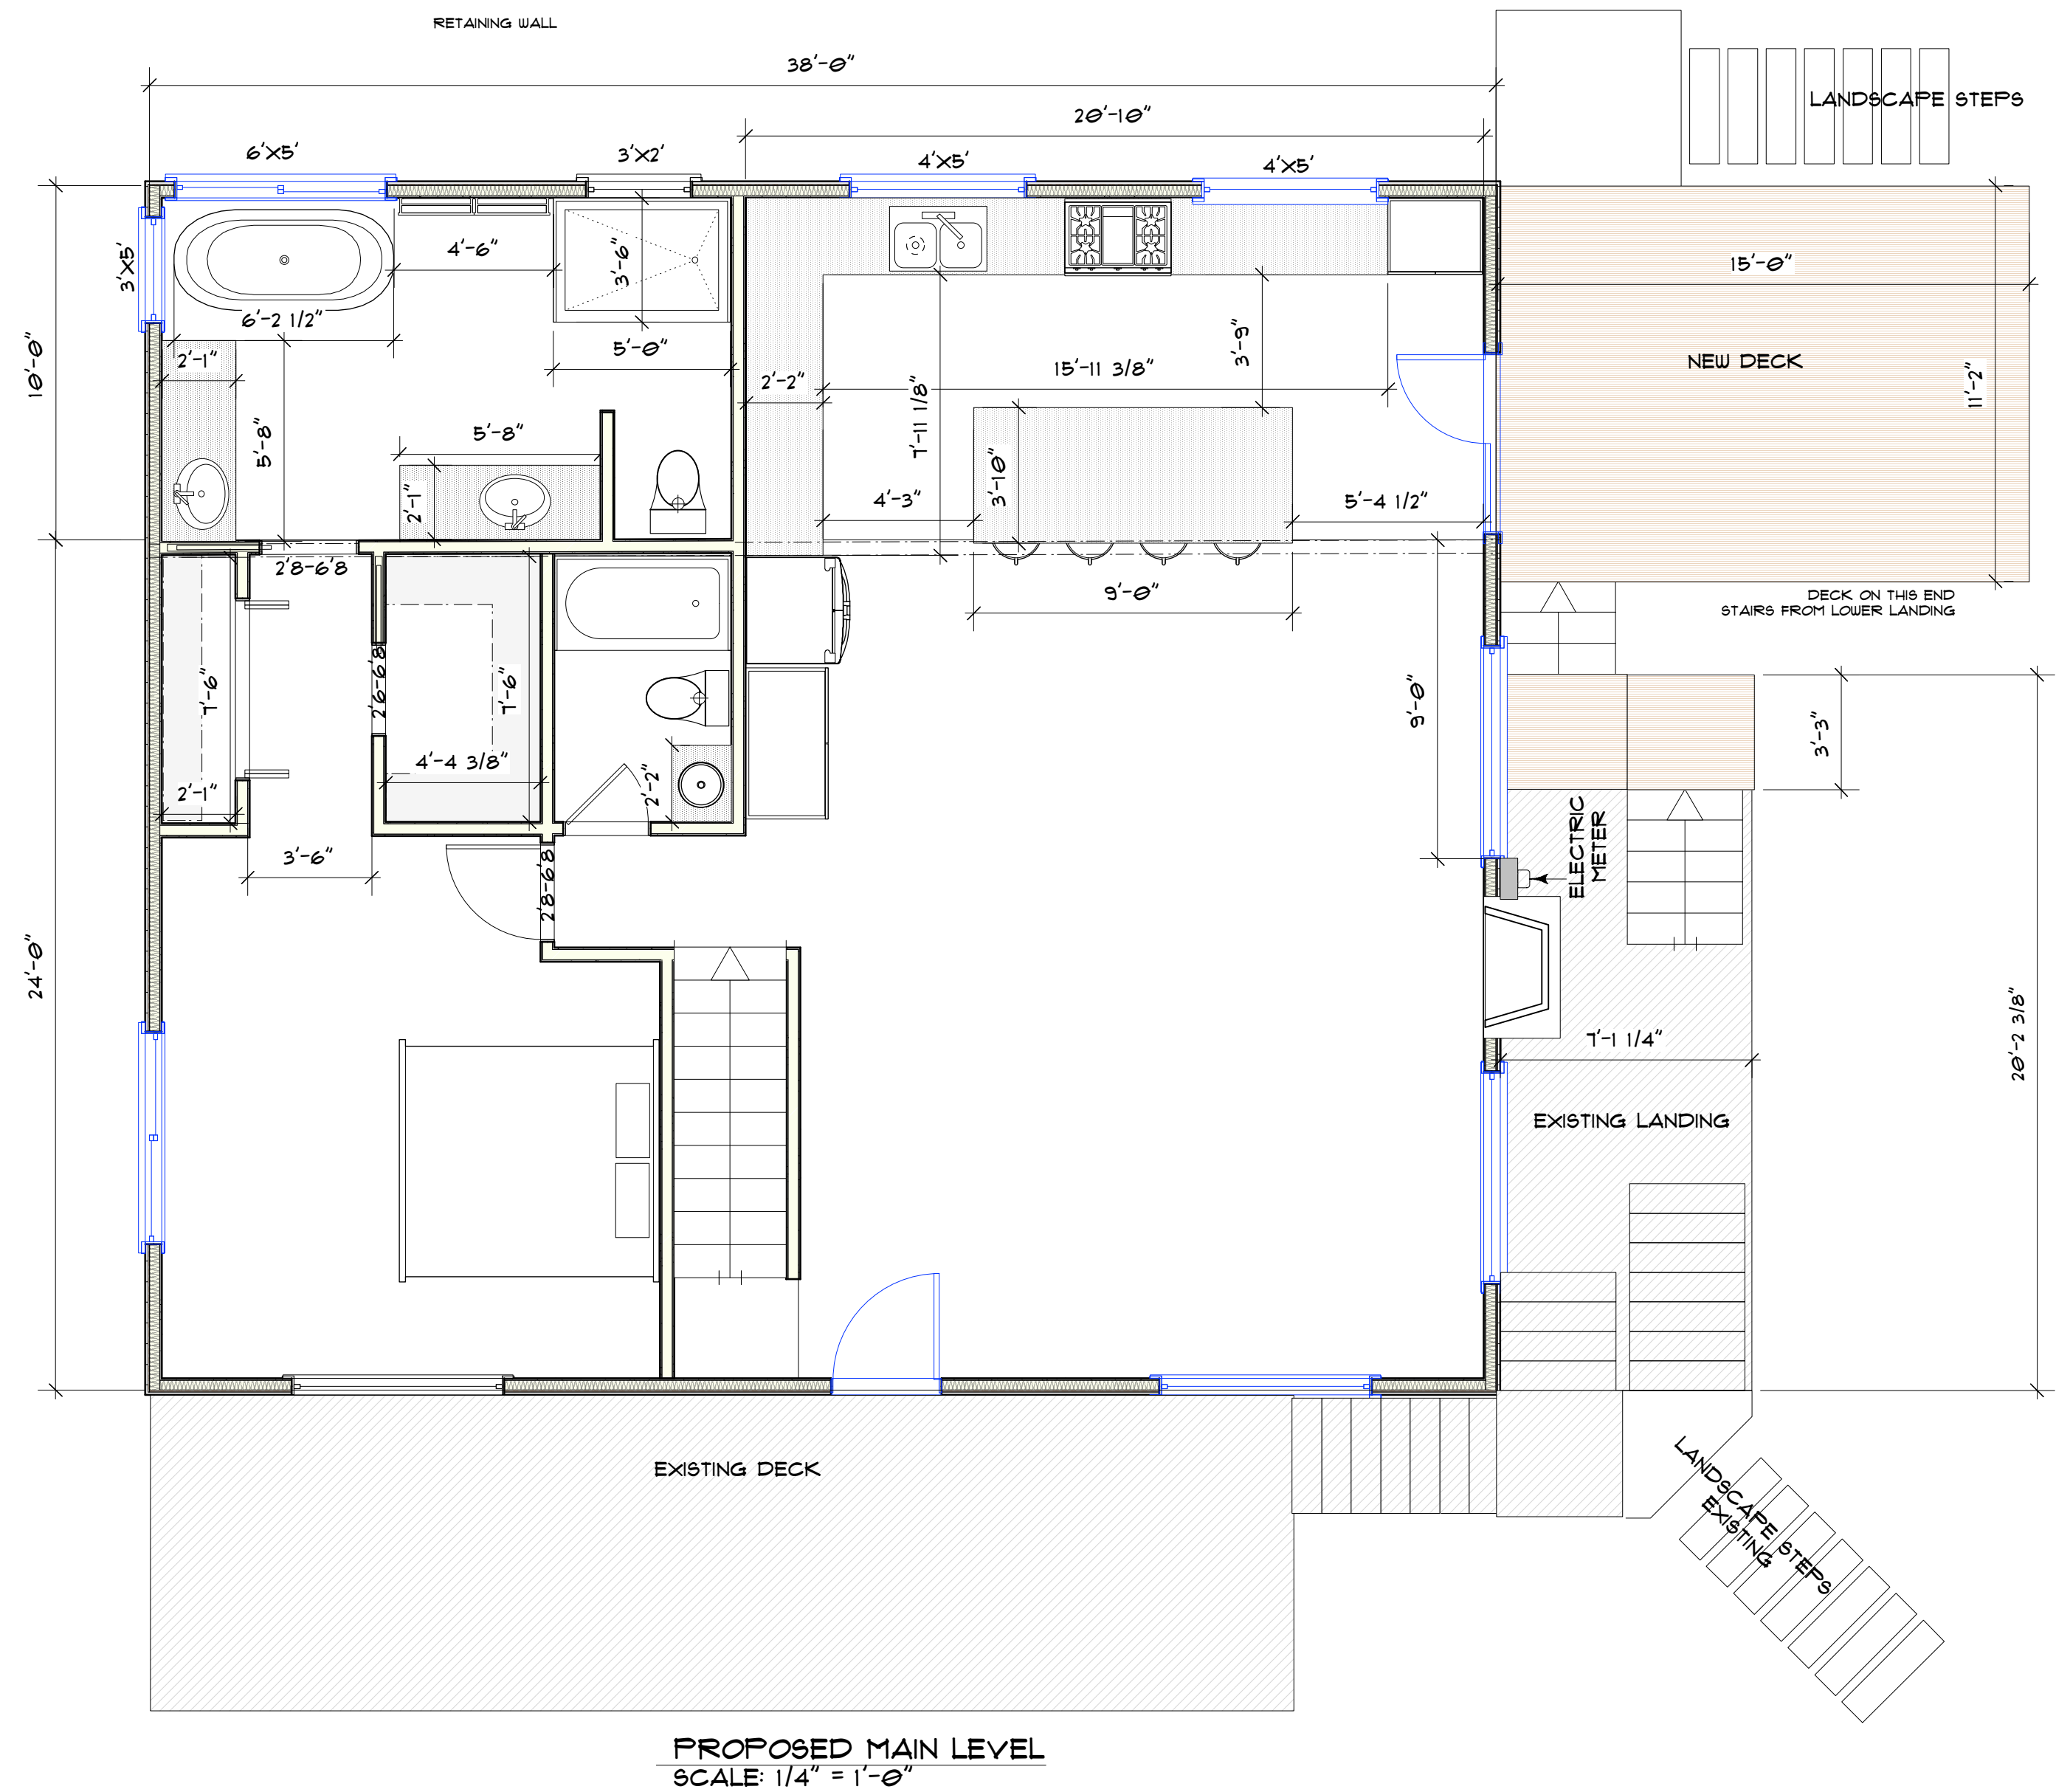 RETAINING WALL
38'-0"
LANDSCAPE STEPS
20'-10"
6'X5'
3'X2'
4'X5'
4'X5'
3'X5'
4'-6"
3'-6"
15'-0"
6'-2 1/2"
5'-0"
10'-0"
2'-1"
2'-2"
15'-11 3/8"
3'-9"
NEW DECK
11'-2"
7'-11 1/8"
5'-8"
5'-8"
2'-1"
4'-3"
3'-10"
5'-4 1/2"
2'8-6'8
9'-0"
DECK ON THIS END
STAIRS FROM LOWER LANDING
7'-6"
2'6-6'8
7'-6"
9'-0"
3'-3"
4'-4 3/8"
2'-1"
2'-2"
ELECTRIC
METER
3'-6"
2'8-6'8
24'-0"
7'-1 1/4"
20'-2 3/8"
EXISTING LANDING
EXISTING DECK
LANDSCAPE STEPS
EXISTING
PROPOSED MAIN LEVEL
SCALE: 1/4" = 1'-0"